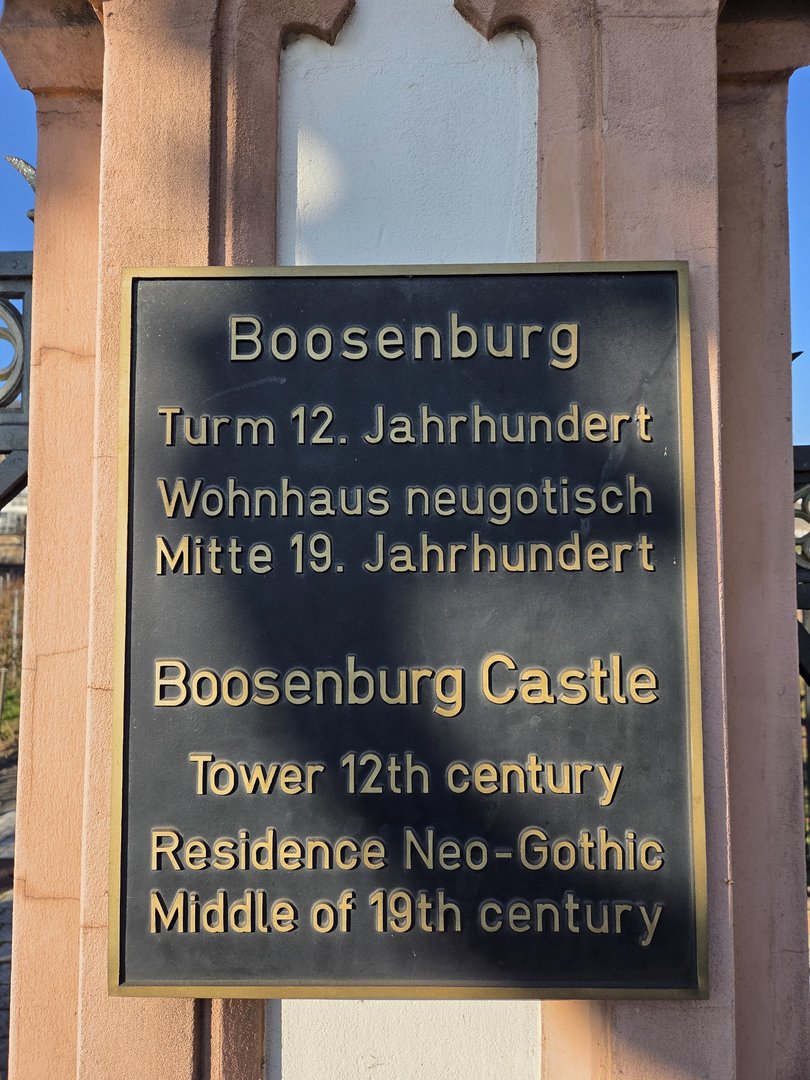 Boosenburg
Turm 12. Jahrhundert
Wohnhaus neugotisch
Mitte 19. Jahrhundert
Boosenburg Castle
Tower 12th century
Residence Neo-Gothic
Middle of 19th century